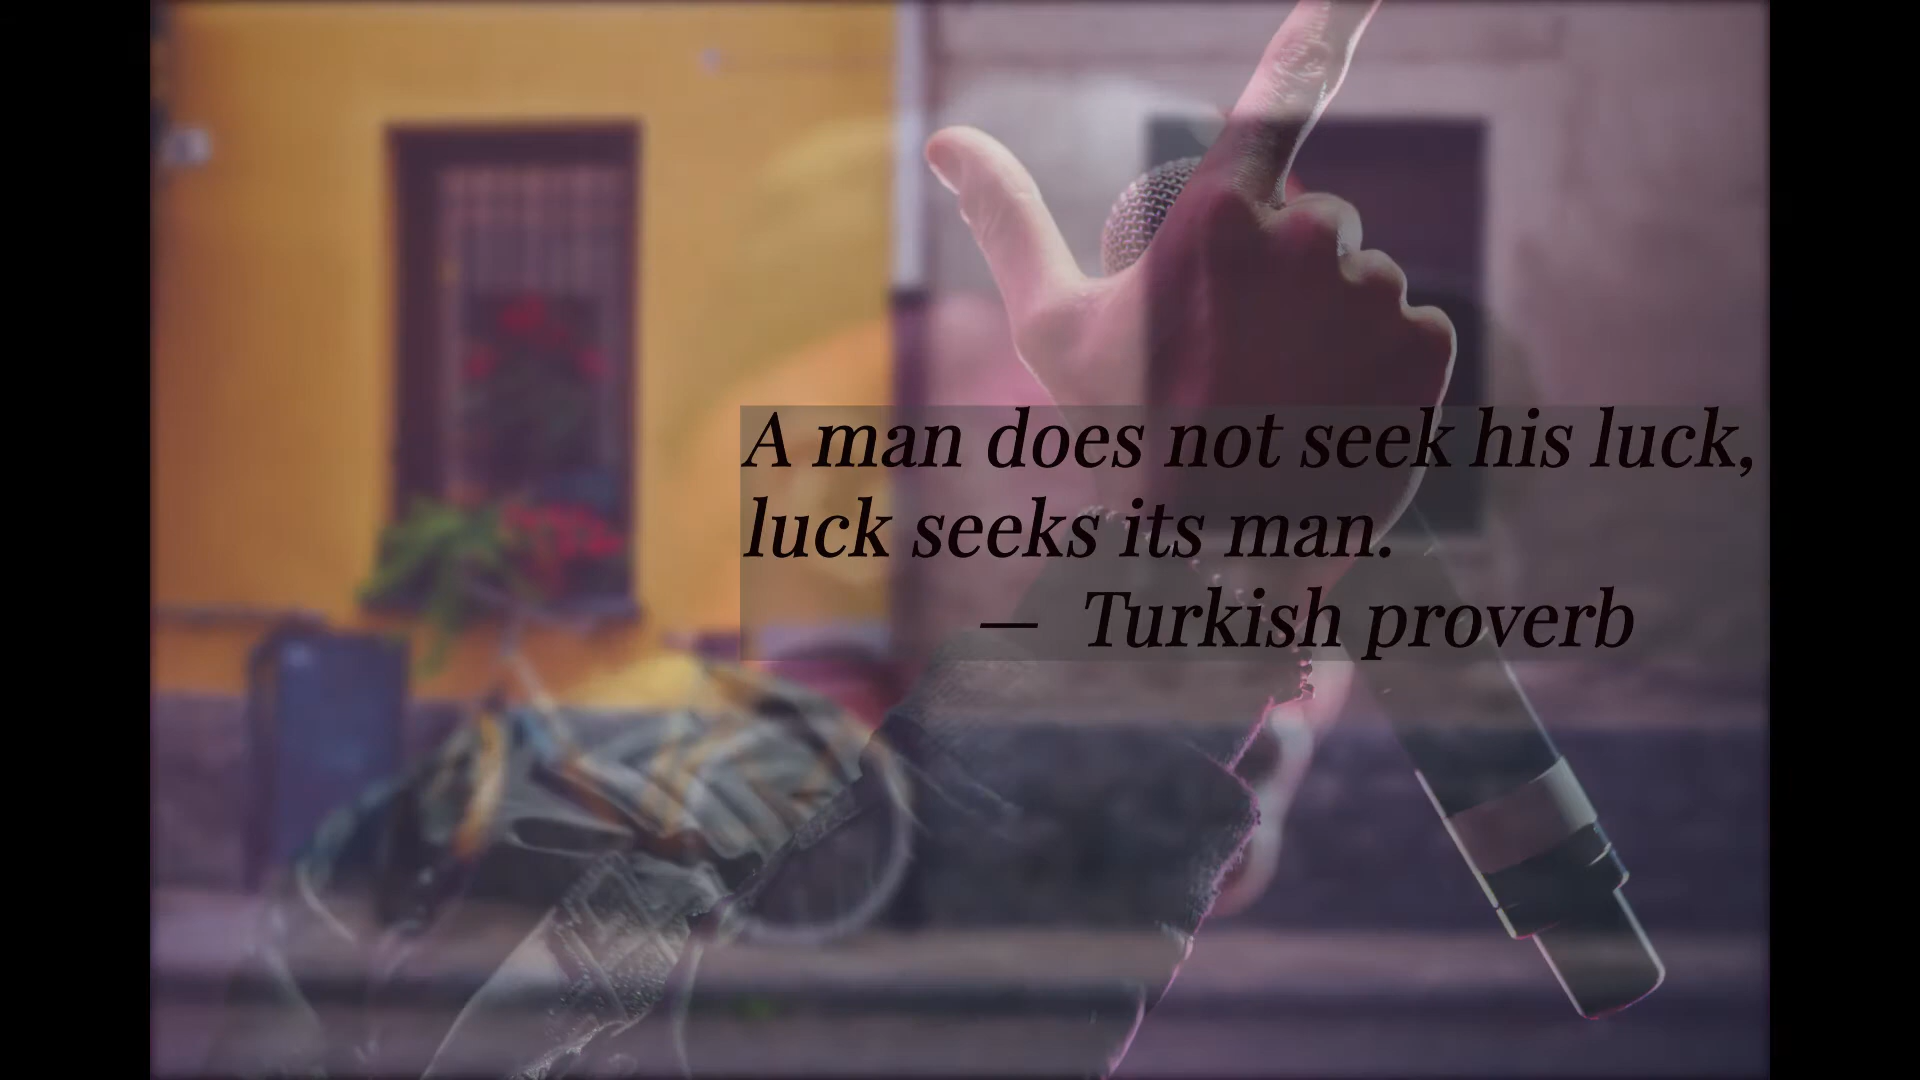 A man does not seek his luck,
luck seeks its man.
— Turkish proverb